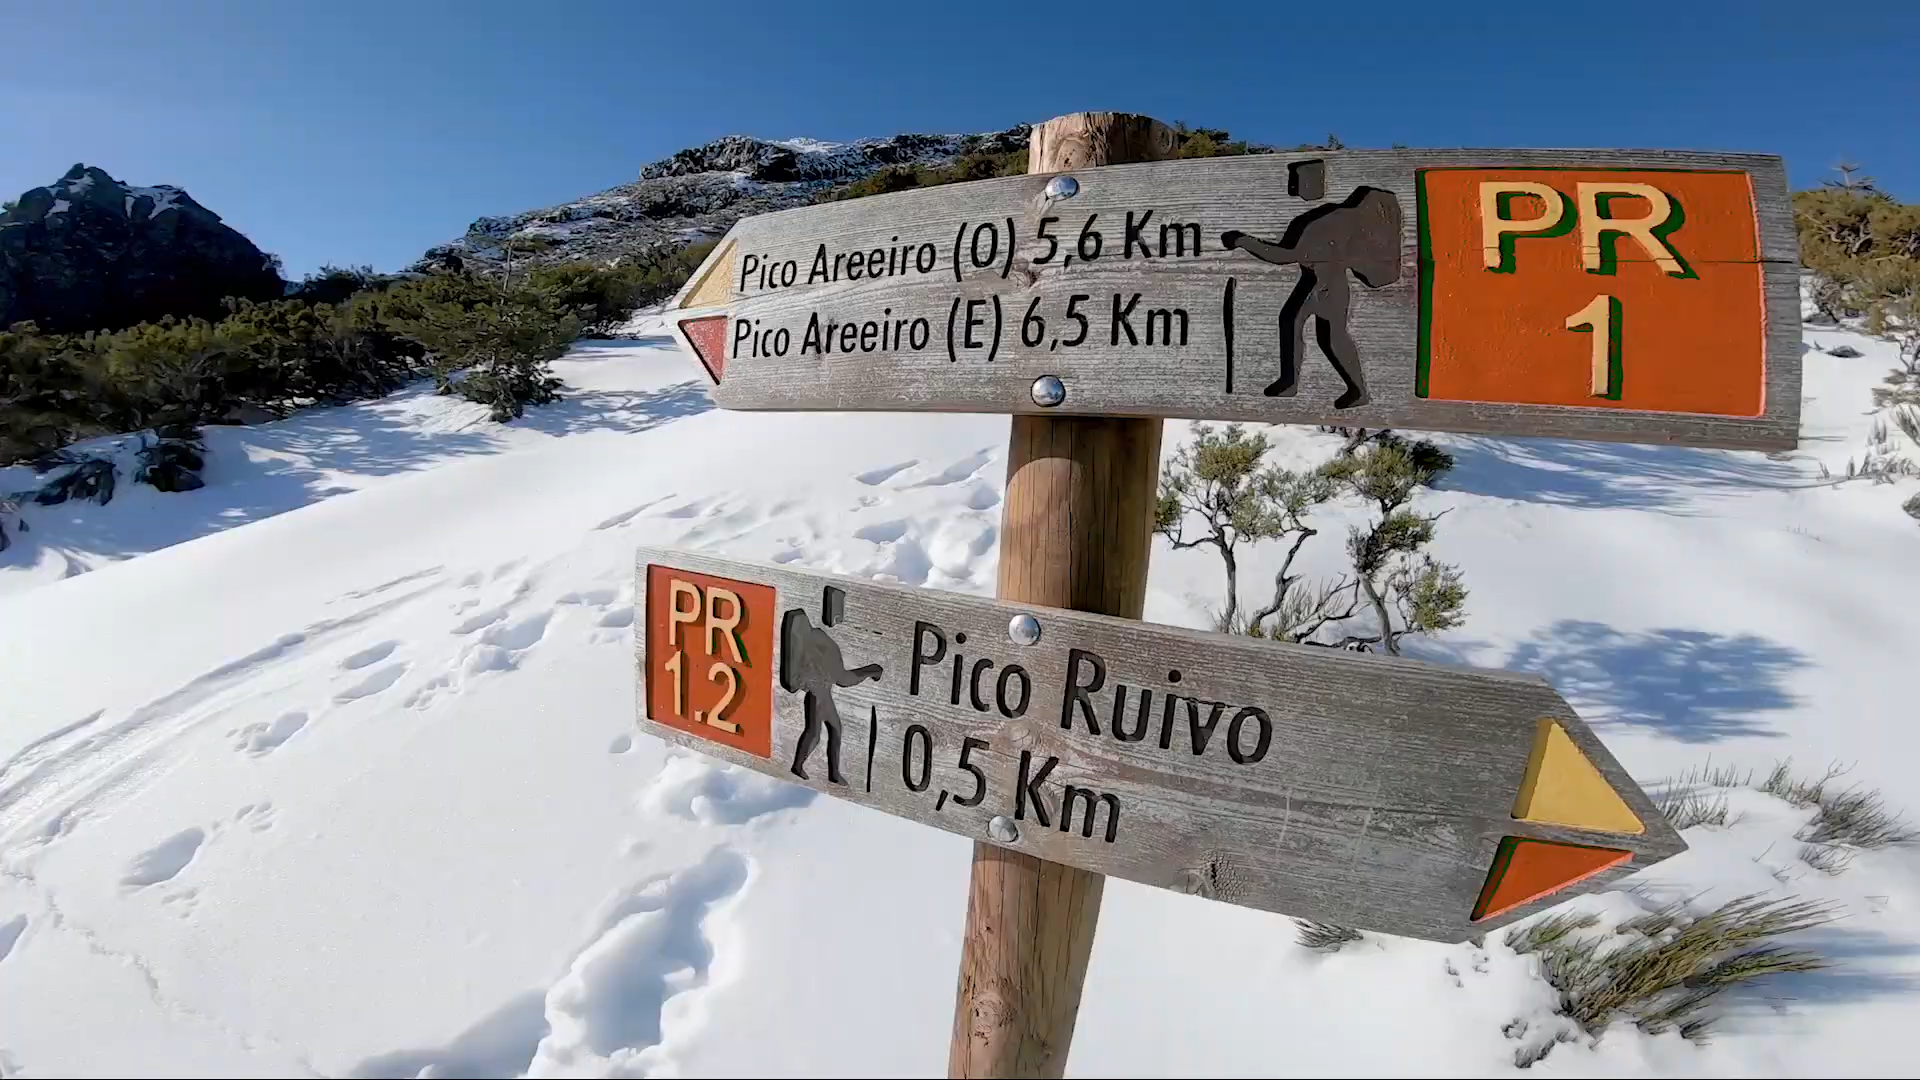 Pico Areeiro (O) 5,6 Km
Pico Areeiro (E) 6,5 Km
PR
1
PR
1.2
Pico Ruivo
0,5 Km